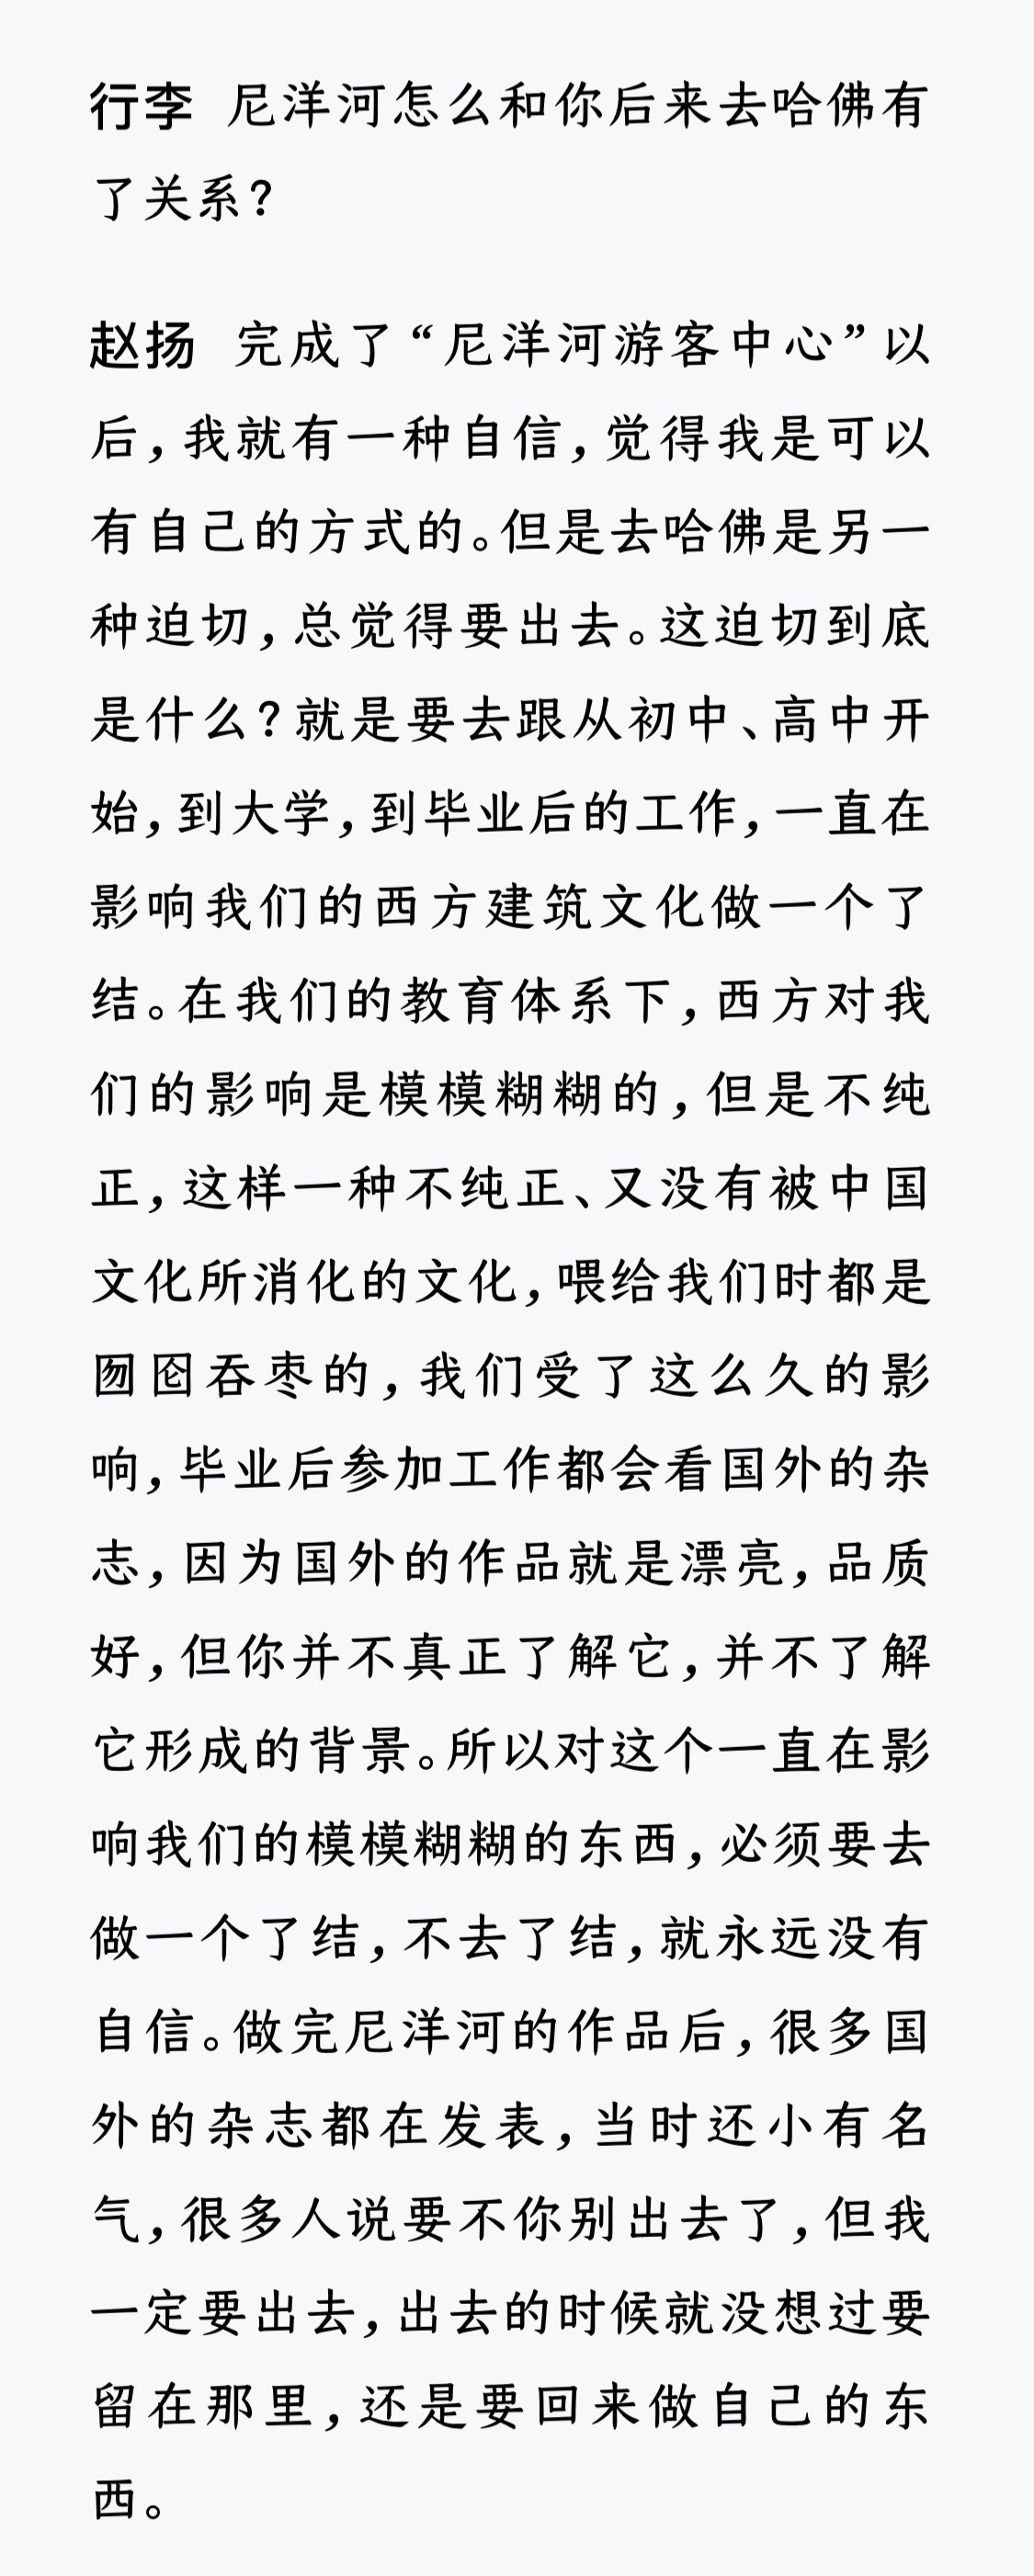 行李 尼洋河怎么和你后来去哈佛有
了关系?
赵扬 完成了“尼洋河游客中心”以
后,我就有一种自信,觉得我是可以
有自己的方式的。但是去哈佛是另一
种迫切,总觉得要出去。这迫切到底
是什么?就是要去跟从初中、高中开
始,到大学,到毕业后的工作,一直在
影响我们的西方建筑文化做一个了
结。在我们的教育体系下,西方对我
们的影响是模模糊糊的,但是不纯
正,这样一种不纯正、又没有被中国
文化所消化的文化,喂给我们时都是
囫囵吞枣的,我们受了这么久的影
响,毕业后参加工作都会看国外的杂
志,因为国外的作品就是漂亮,品质
好,但你并不真正了解它,并不了解
它形成的背景。所以对这个一直在影
响我们的模模糊糊的东西,必须要去
做一个了结,不去了结,就永远没有
自信。做完尼洋河的作品后,很多国
外的杂志都在发表,当时还小有名
气,很多人说要不你别出去了,但我
一定要出去,出去的时候就没想过要
留在那里,还是要回来做自己的东
西。